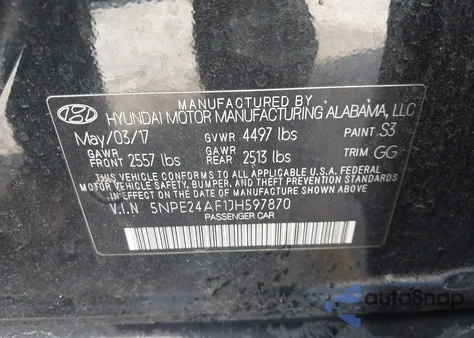 MANUFACTURED BY
HYUNDAI MOTOR MANUFACTURING ALABAMA, LLC
May/03/17 GVWR 4497 lbs PAINT S3
GAWR FRONT 2557 lbs GAWR REAR 2513 lbs TRIM GG
THIS VEHICLE CONFORMS TO ALL APPLICABLE U.S.A FEDERAL
MOTOR VEHICLE SAFETY, BUMPER, AND THEFT PREVENTION STANDARDS
IN EFFECT ON THE DATE OF MANUFACTURE SHOWN ABOVE.
V.I.N 5NPE24AF1JH597870
PASSENGER CAR
autoSnap